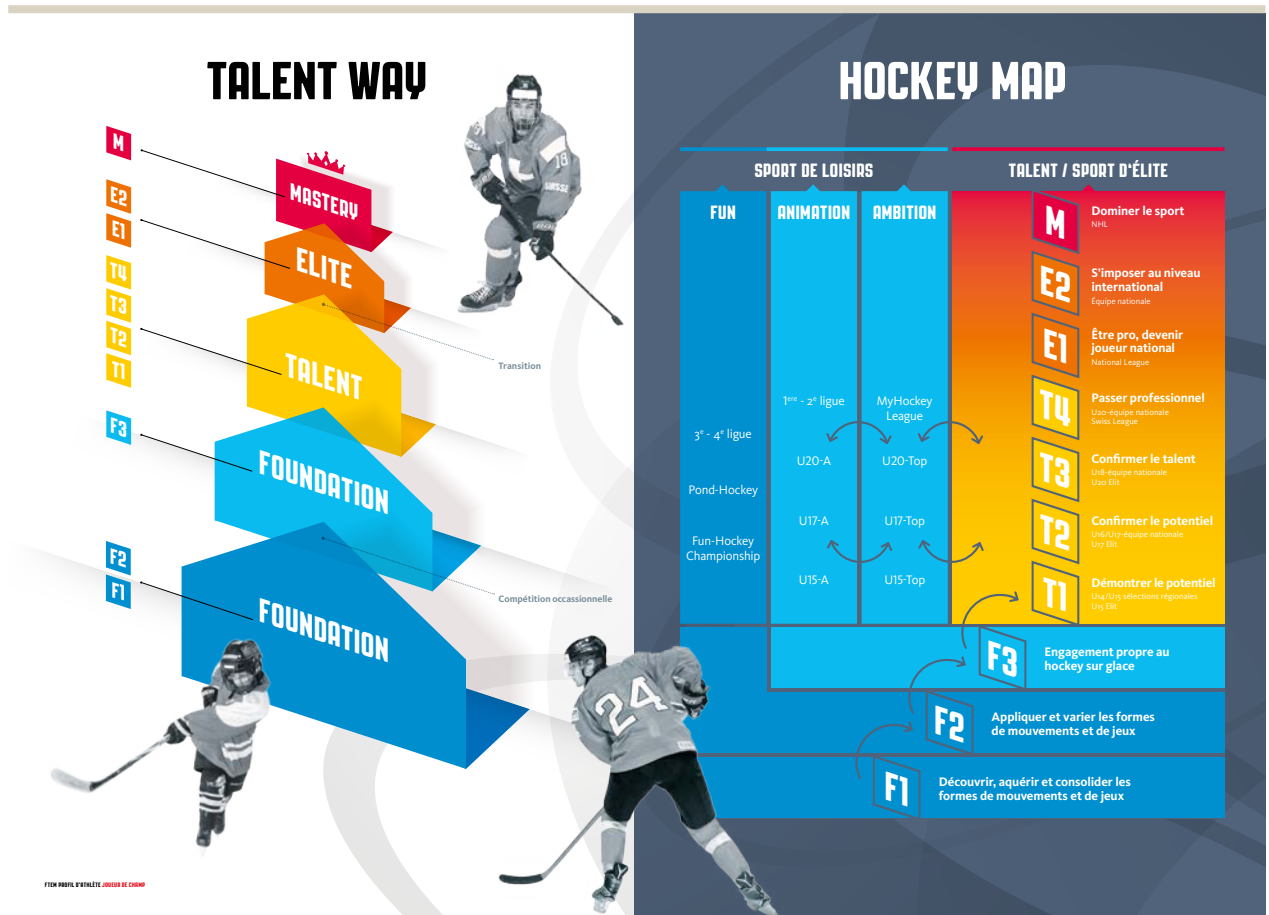 TALENT WAY
M
E2
E1
T4
T3
T2
T1
F3
F2
F1
MASTERY
ELITE
TALENT
FOUNDATION
FOUNDATION
Transition
Compétition occassionnelle
18
SUISSE
24
FTEM PROFIL D'ATHLÈTE JOUEUR DE CHAMP
HOCKEY MAP
SPORT DE LOISIRS
TALENT / SPORT D'ÉLITE
FUN
ANIMATION
AMBITION
3e - 4e ligue
Pond-Hockey
Fun-Hockey
Championship
1ere - 2e ligue
U20-A
U17-A
U15-A
MyHockey
League
U20-Top
U17-Top
U15-Top
M
Dominer le sport
NHL
E2
S'imposer au niveau
international
Équipe nationale
E1
Être pro, devenir
joueur national
National League
T4
Passer professionnel
U20-équipe nationale
Swiss League
T3
Confirmer le talent
U18-équipe nationale
U20 Elit
T2
Confirmer le potentiel
U16/U17-équipe nationale
U17 Elit
T1
Démontrer le potentiel
U14/U15 sélections régionales
U15 Elit
F3
Engagement propre au
hockey sur glace
F2
Appliquer et varier les formes
de mouvements et de jeux
F1
Découvrir, aquérir et consolider les
formes de mouvements et de jeux